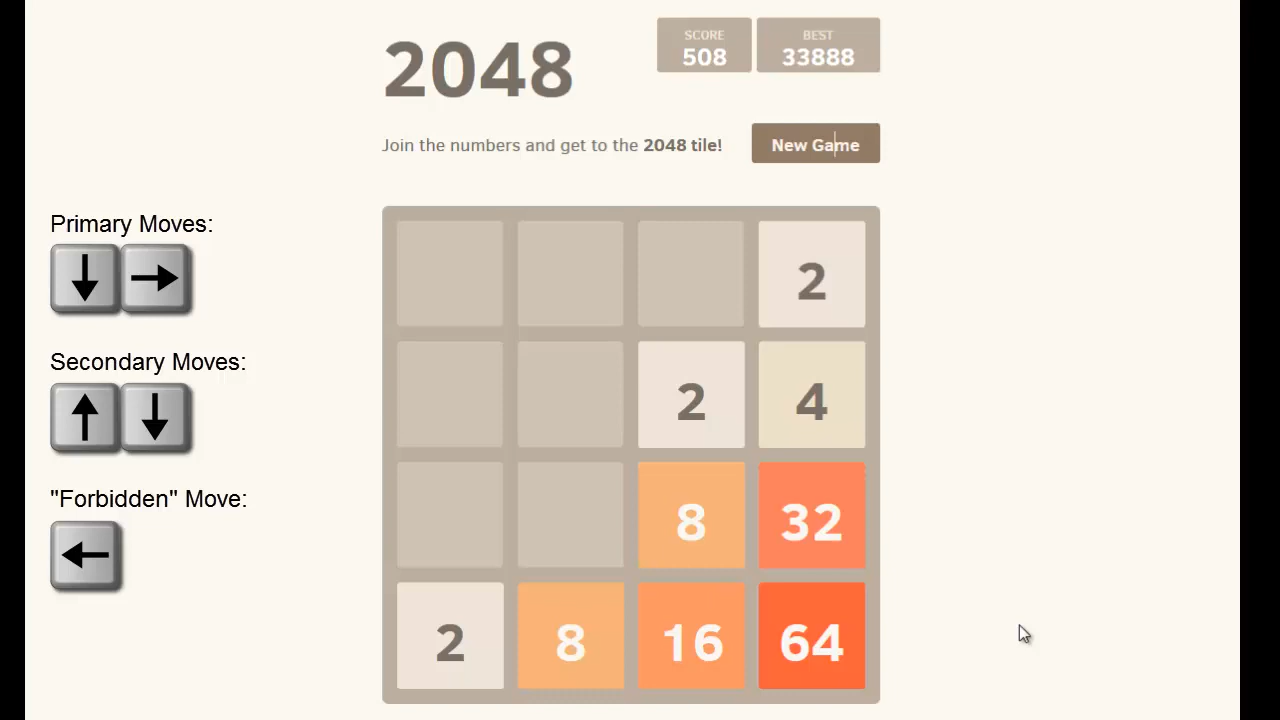 2048
SCORE
508
BEST
33888
Join the numbers and get to the 2048 tile!
New Game
Primary Moves:
Secondary Moves:
"Forbidden" Move:
2
2 4
8 32
2 8 16 64